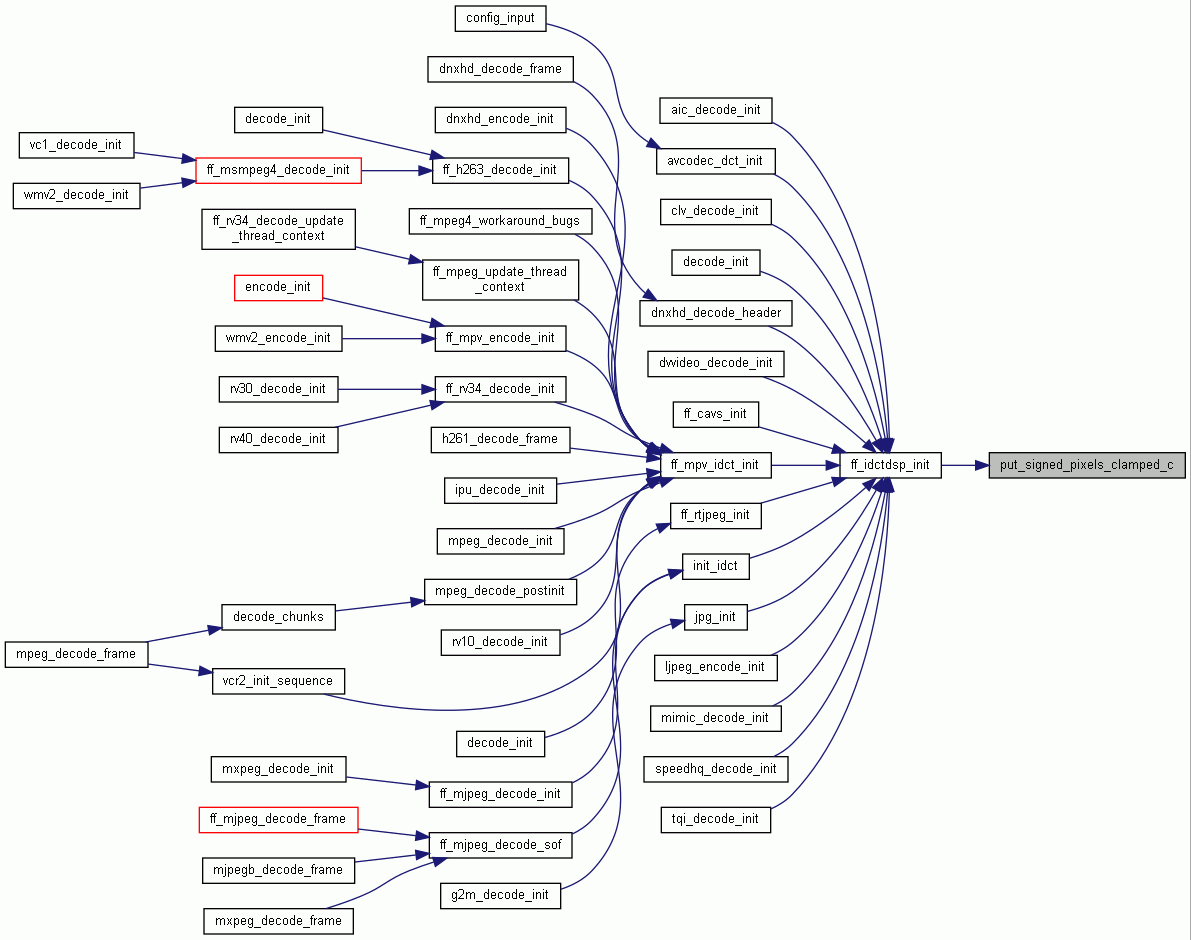 config_input
dnxhd_decode_frame
aic_decode_init
decode_init
dnxhd_encode_init
vc1_decode_init
avcodec_dct_init
ff_msmpeg4_decode_init
ff_h263_decode_init
wmv2_decode_init
clv_decode_init
ff_rv34_decode_update
_thread_context
ff_mpeg4_workaround_bugs
decode_init
ff_mpeg_update_thread
_context
encode_init
dnxhd_decode_header
wmv2_encode_init
ff_mpv_encode_init
dvvideo_decode_init
rv30_decode_init
ff_rv34_decode_init
ff_cavs_init
rv40_decode_init
h261_decode_frame
ff_mpv_idct_init
ff_idctdsp_init
put_signed_pixels_clamped_c
ipu_decode_init
ff_rtjpeg_init
mpeg_decode_init
init_idct
mpeg_decode_postinit
decode_chunks
jpg_init
rv10_decode_init
mpeg_decode_frame
ljpeg_encode_init
vcr2_init_sequence
mimic_decode_init
decode_init
mxpeg_decode_init
speedhq_decode_init
ff_mjpeg_decode_init
ff_mjpeg_decode_frame
tqi_decode_init
ff_mjpeg_decode_sof
mjpegb_decode_frame
g2m_decode_init
mxpeg_decode_frame